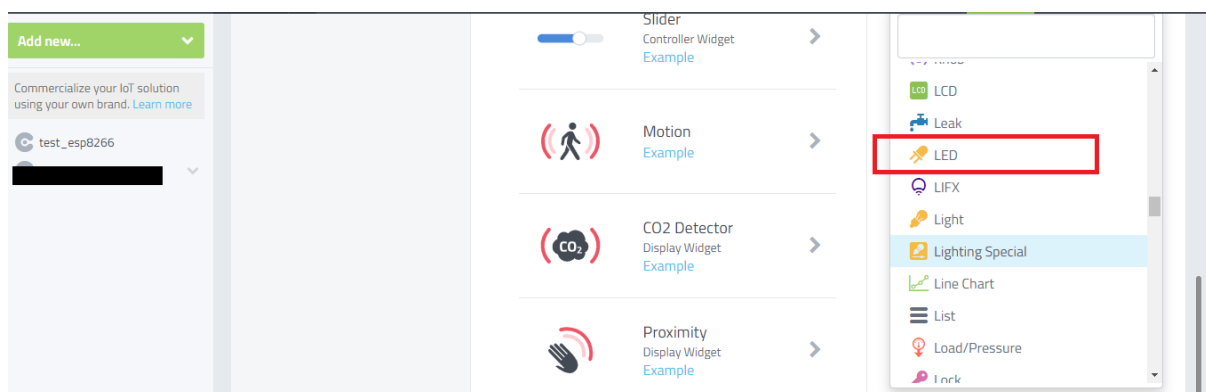 Add new...
Commercialize your IoT solution
using your own brand. Learn more
test_esp8266
Slider
Controller Widget
Example
Motion
Example
CO2 Detector
Display Widget
Example
CO2
Proximity
Display Widget
Example
LCD
LCD
Leak
LED
LIFX
Light
Lighting Special
Line Chart
List
Load/Pressure
Lock